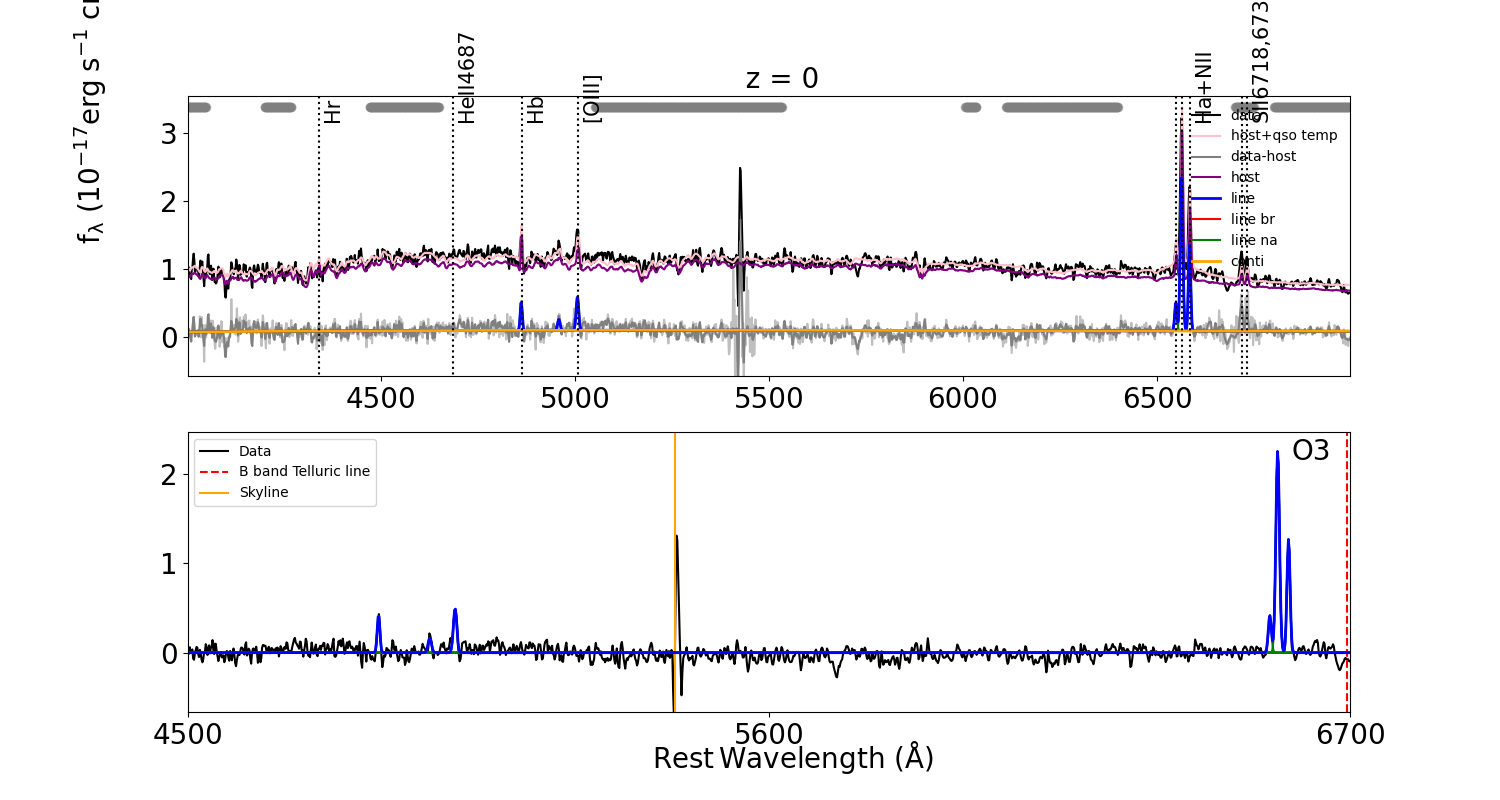 z = 0
fλ (10−17erg s−1 c
Hr
HeII4687
Hb
[OIII]
Ha+NII
SII6718,673
3
2
1
0
data
host+qso temp
data-host
host
line
line br
line na
conti
4500
5000
5500
6000
6500
Data
B band Telluric line
Skyline
O3
2
1
0
4500
5600
6700
Rest Wavelength (Å)